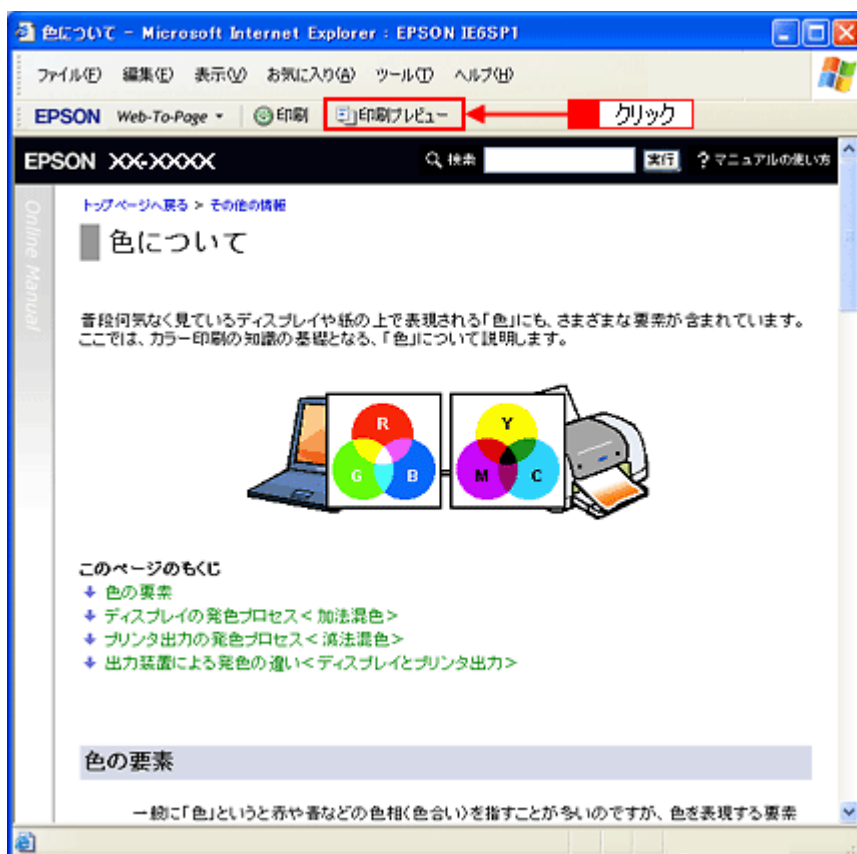 色について - Microsoft Internet Explorer : EPSON IE6SP1
ファイル(F) 編集(E) 表示(V) お気に入り(A) ツール(T) ヘルプ(H)
EPSON Web-To-Page 印刷 印刷プレビュー クリック
EPSON XX-XXXX 検索 実行 ? マニュアルの使い方
Online Manual
トップページへ戻る > その他の情報
色について
普段何気なく見ているディスプレイや紙の上で表現される「色」にも、さまざまな要素が含まれています。
ここでは、カラー印刷の知識の基礎となる、「色」について説明します。
R Y
G B M C
このページのもくじ
色の要素
ディスプレイの発色プロセス<加法混色>
プリンタ出力の発色プロセス<減法混色>
出力装置による発色の違い<ディスプレイとプリンタ出力>
色の要素
一般に「色」というと赤や青などの色相(色合い)を指すことが多いのですが、色を表現する要素